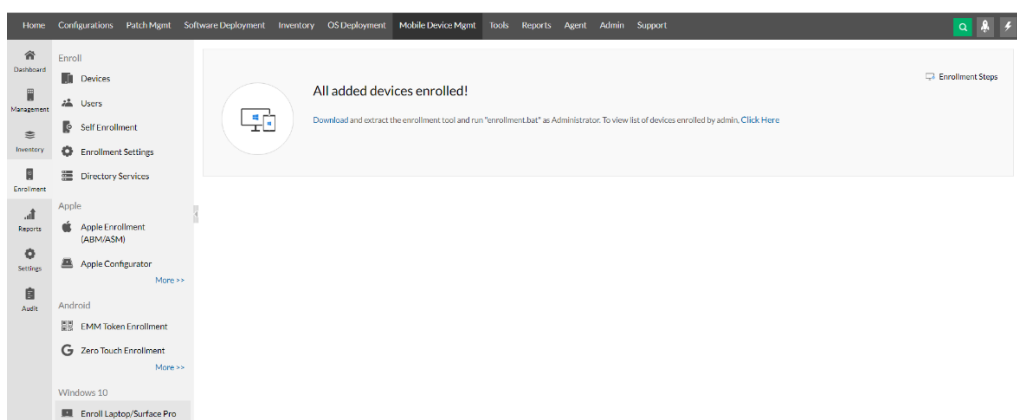 Home Configurations Patch Mgmt Software Deployment Inventory OS Deployment Mobile Device Mgmt Tools Reports Agent Admin Support
Dashboard
Management
Inventory
Enrollment
Reports
Settings
Audit
Enroll
Devices
Users
Self Enrollment
Enrollment Settings
Directory Services
Apple
Apple Enrollment
(ABM/ASM)
Apple Configurator
More >>
Android
EMM Token Enrollment
Zero Touch Enrollment
More >>
Windows 10
Enroll Laptop/Surface Pro
Enrollment Steps
All added devices enrolled!
Download and extract the enrollment tool and run "enrollment.bat" as Administrator. To view list of devices enrolled by admin, Click Here